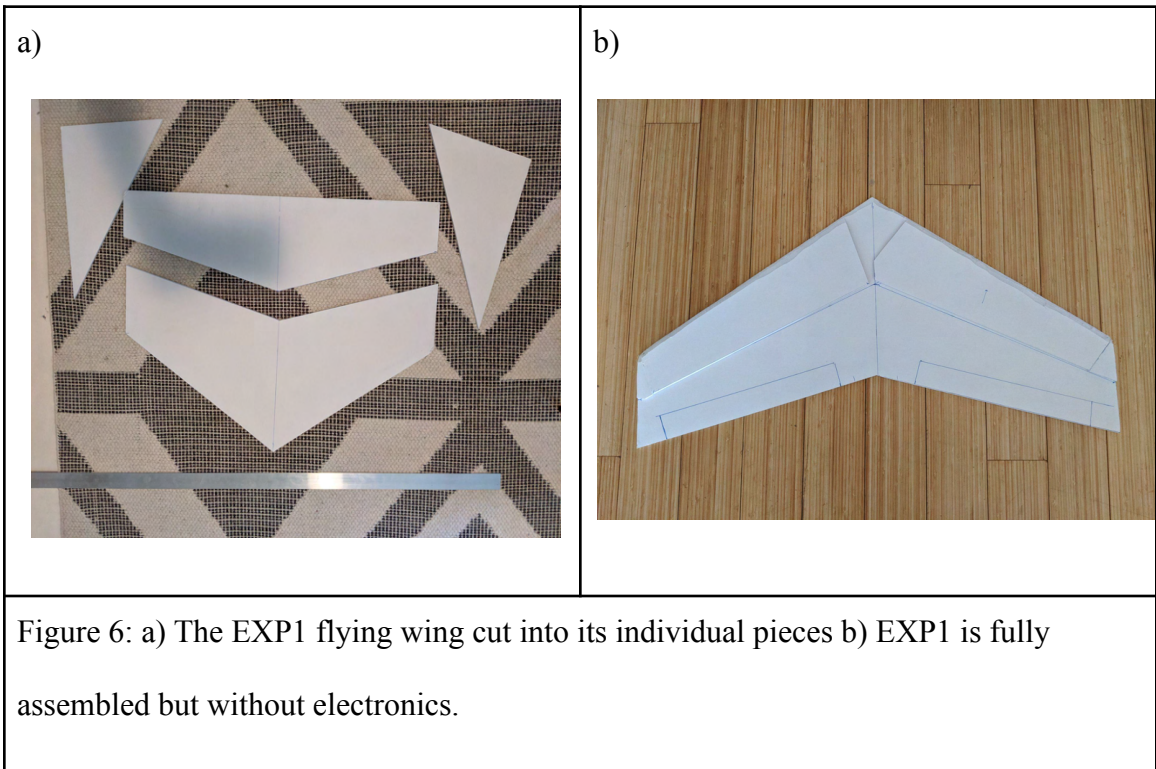 a)
b)
Figure 6: a) The EXP1 flying wing cut into its individual pieces b) EXP1 is fully
assembled but without electronics.